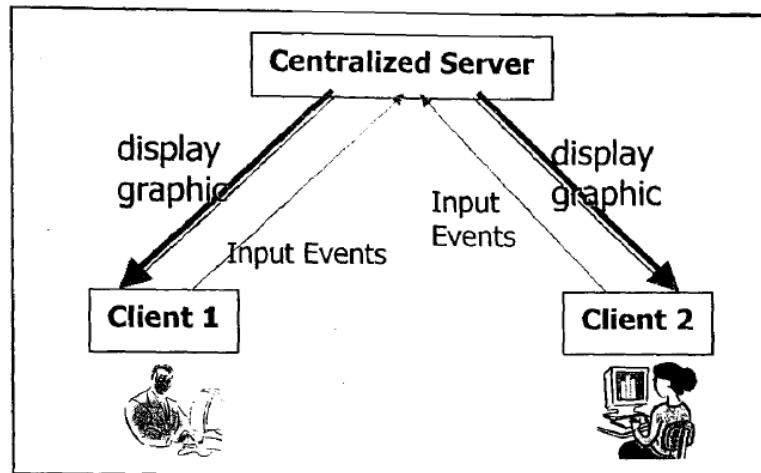 Centralized Server
display
graphic
display
graphic
Input
Events
Input Events
Client 1
Client 2